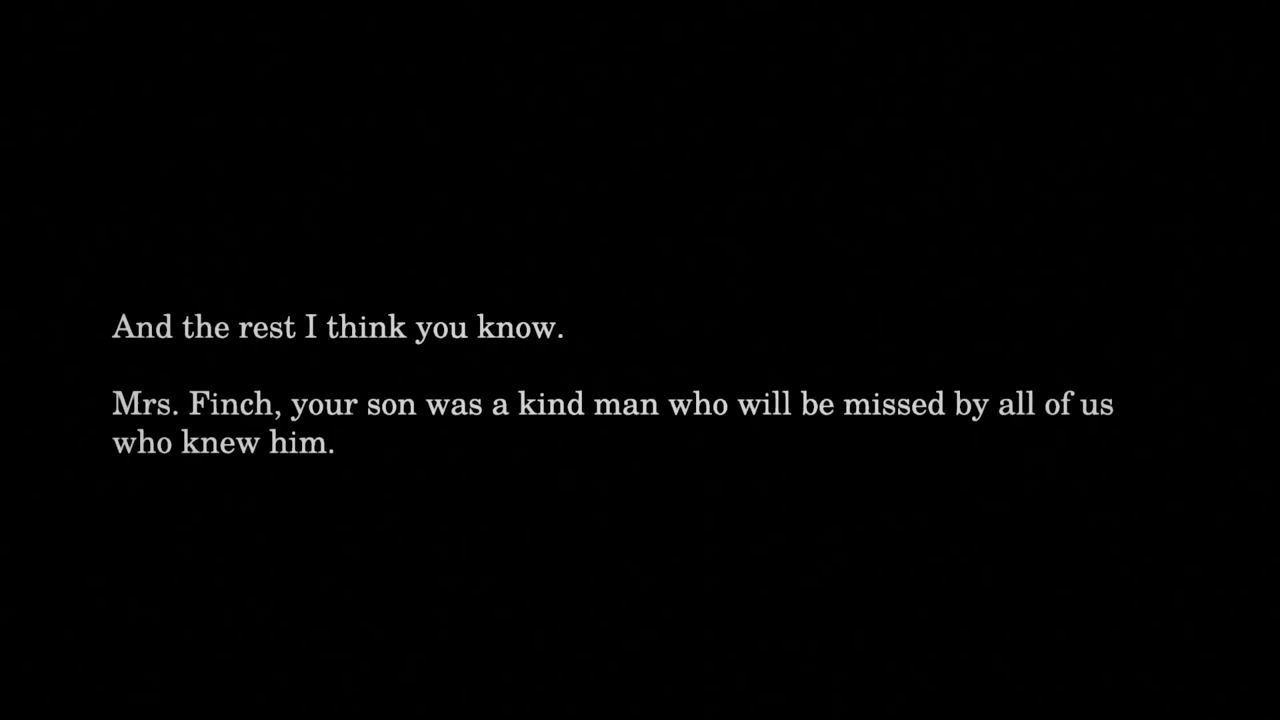 And the rest I think you know.
Mrs. Finch, your son was a kind man who will be missed by all of us
who knew him.